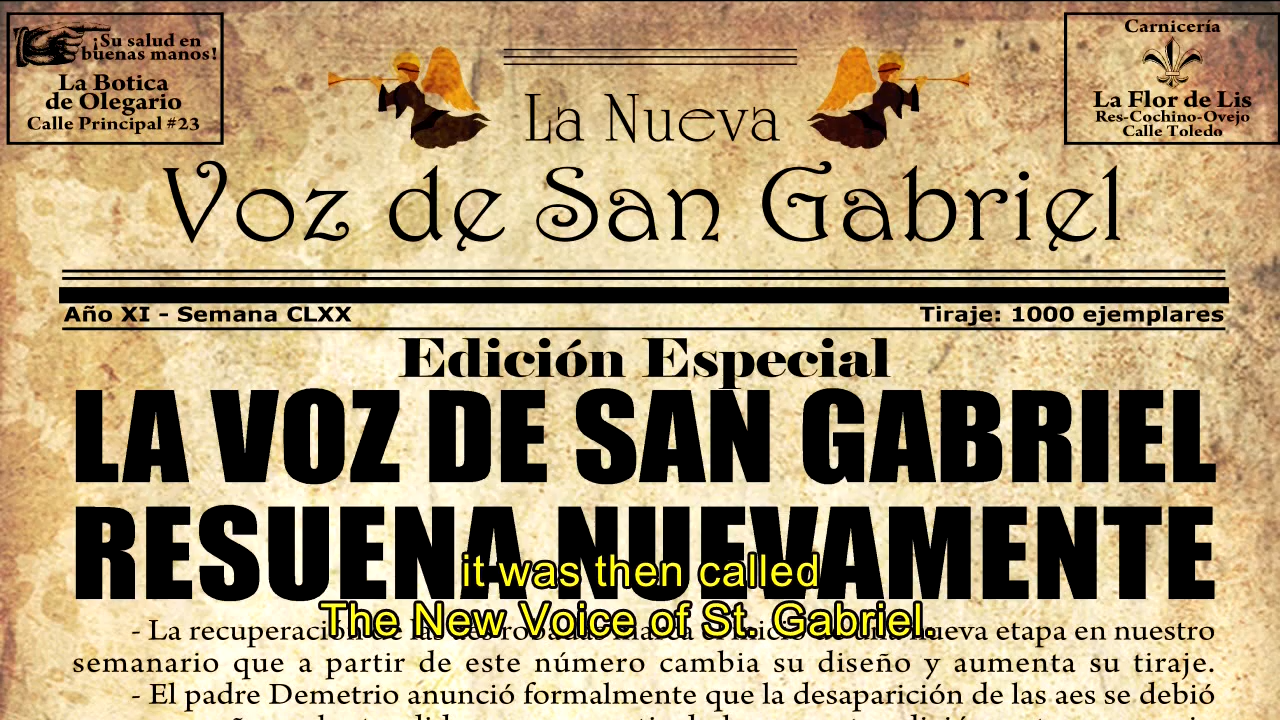 ¡Su salud en
buenas manos!
La Botica
de Olegario
Calle Principal #23
Carnicería
La Flor de Lis
Res-Cochino-Ovejo
Calle Toledo
La Nueva
Voz de San Gabriel
Año XI - Semana CLXX
Tiraje: 1000 ejemplares
Edición Especial
LA VOZ DE SAN GABRIEL
RESUENA NUEVAMENTE
it was then called
The New Voice of St. Gabriel.
- La recuperación de las nueva etapa en nuestro
semanario que a partir de este número cambia su diseño y aumenta su tiraje.
- El padre Demetrio anunció formalmente que la desaparición de las aes se debió